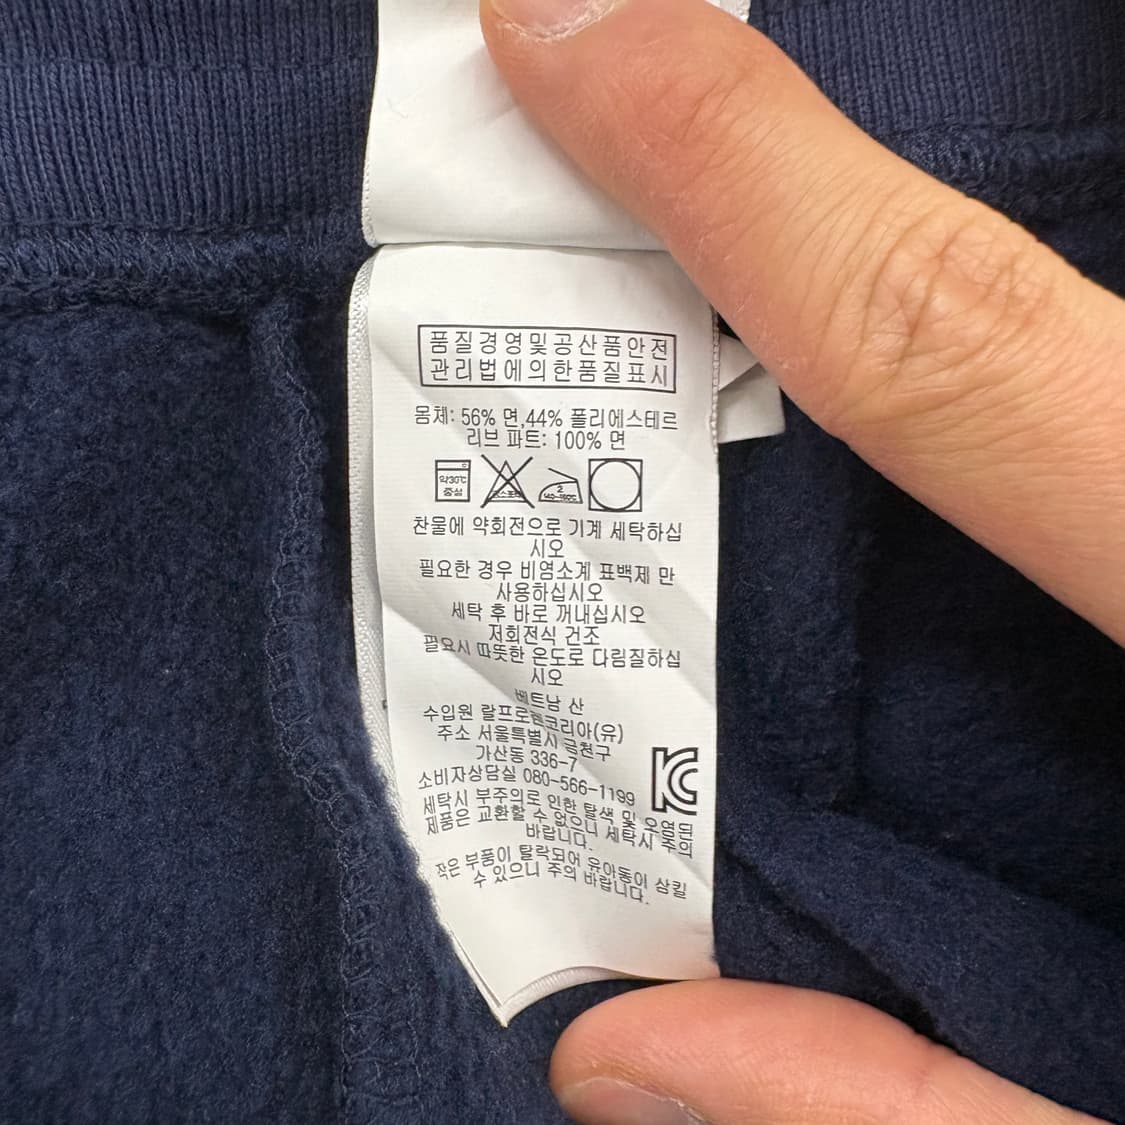 품질경영및공산품안전
관리법에의한품질표시
몸체: 56% 면,44% 폴리에스테르
리브 파트: 100% 면
약30℃
중성
2
찬물에 약회전으로 기계 세탁하십
시오
필요한 경우 비염소계 표백제 만
사용하십시오
세탁 후 바로 꺼내십시오
저회전식 건조
필요시 따뜻한 온도로 다림질하십
시오
베트남 산
수입원 랄프로렌코리아(유)
주소 서울특별시 금천구
가산동 336-7
소비자상담실 080-566-1199
세탁시 부주의로 인한 탈색 및 오염된
제품은 교환할 수 없으니 세탁시 주의
바랍니다.
작은 부품이 탈락되어 유아동이 삼킬
수 있으니 주의 바랍니다.